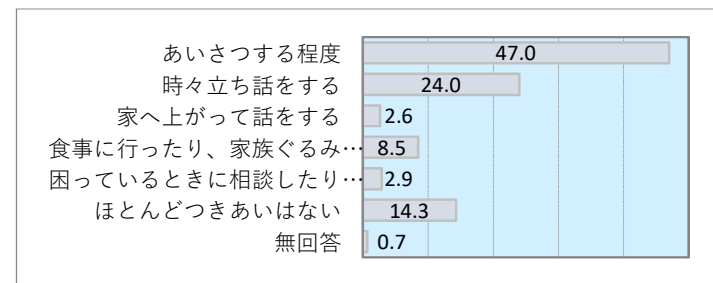 あいさつする程度 47.0
時々立ち話をする 24.0
家へ上がって話をする 2.6
食事に行ったり、家族ぐるみ… 8.5
困っているときに相談したり… 2.9
ほとんどつきあいはない 14.3
無回答 0.7